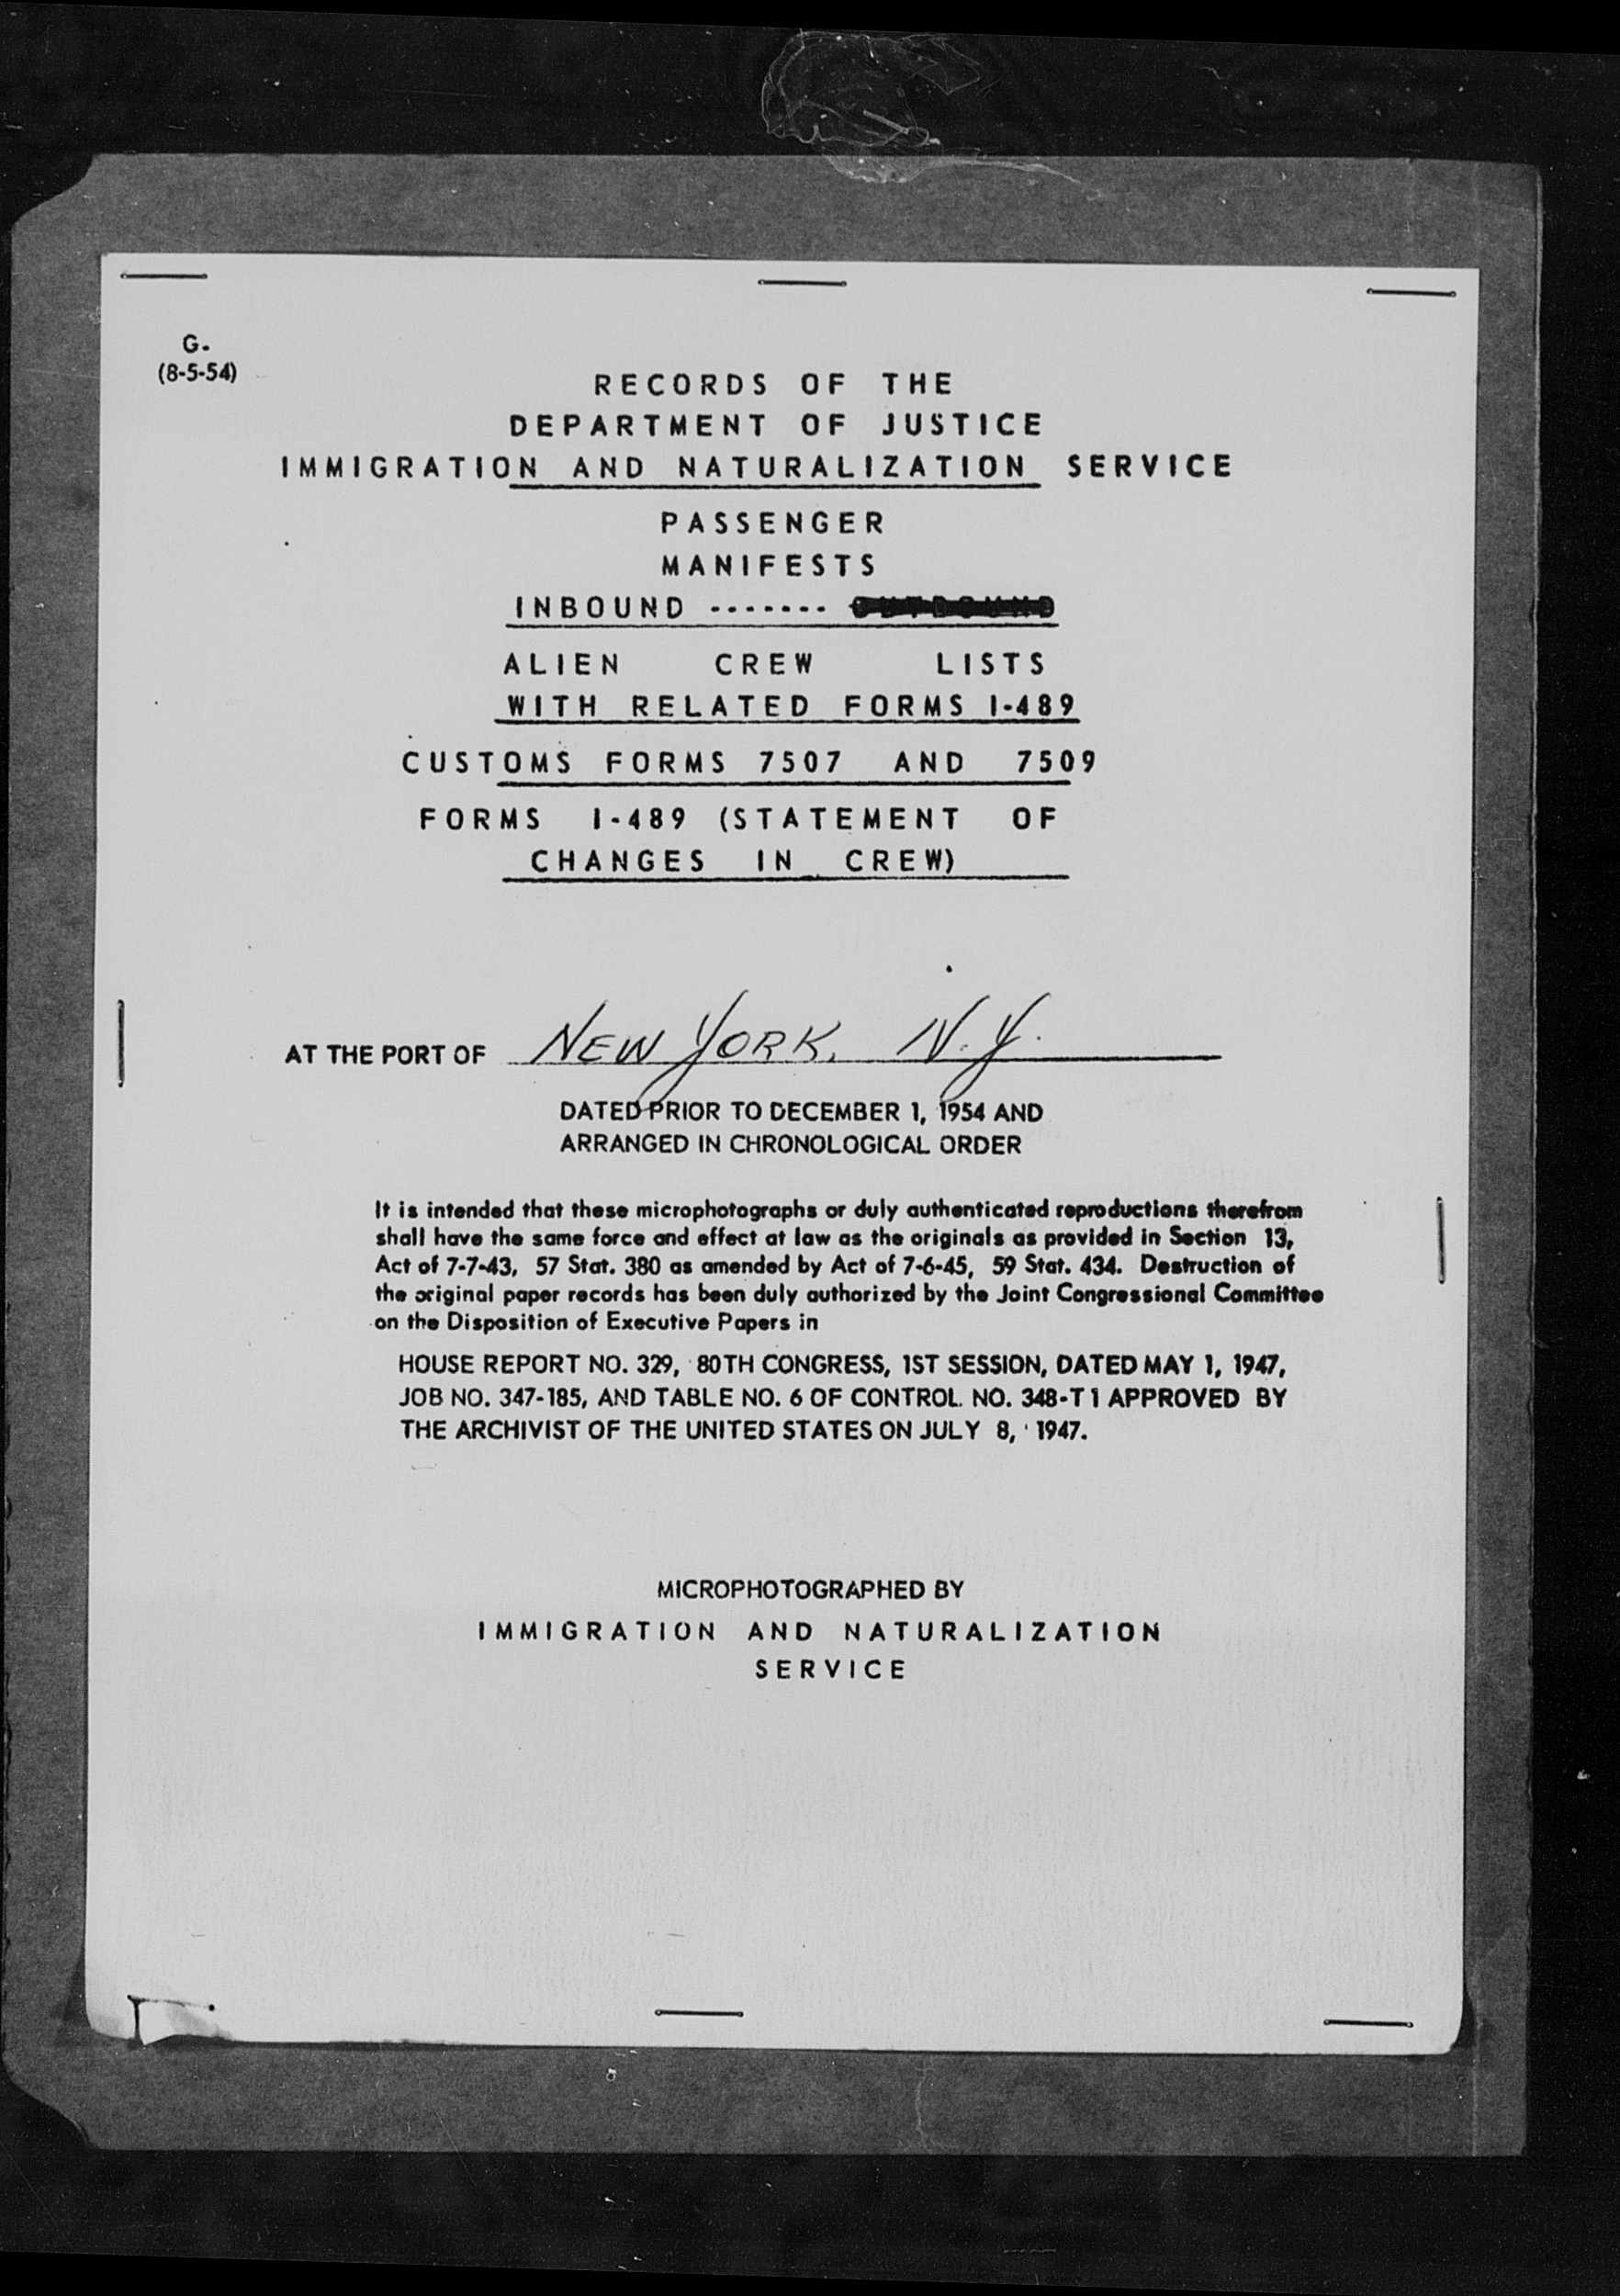 G.
(8-5-54)
RECORDS OF THE
DEPARTMENT OF JUSTICE
IMMIGRATION AND NATURALIZATION SERVICE
PASSENGER
MANIFESTS
INBOUND ------- OUTBOUND
ALIEN CREW LISTS
WITH RELATED FORMS I-489
CUSTOMS FORMS 7507 AND 7509
FORMS I-489 (STATEMENT OF
CHANGES IN CREW)
AT THE PORT OF NEW YORK, N.Y.
DATED PRIOR TO DECEMBER 1, 1954 AND
ARRANGED IN CHRONOLOGICAL ORDER
It is intended that these microphotographs or duly authenticated reproductions therefrom
shall have the same force and effect at law as the originals as provided in Section 13,
Act of 7-7-43, 57 Stat. 380 as amended by Act of 7-6-45, 59 Stat. 434. Destruction of
the original paper records has been duly authorized by the Joint Congressional Committee
on the Disposition of Executive Papers in
HOUSE REPORT NO. 329, 80TH CONGRESS, 1ST SESSION, DATED MAY 1, 1947,
JOB NO. 347-185, AND TABLE NO. 6 OF CONTROL NO. 348-T1 APPROVED BY
THE ARCHIVIST OF THE UNITED STATES ON JULY 8, 1947.
MICROPHOTOGRAPHED BY
IMMIGRATION AND NATURALIZATION
SERVICE